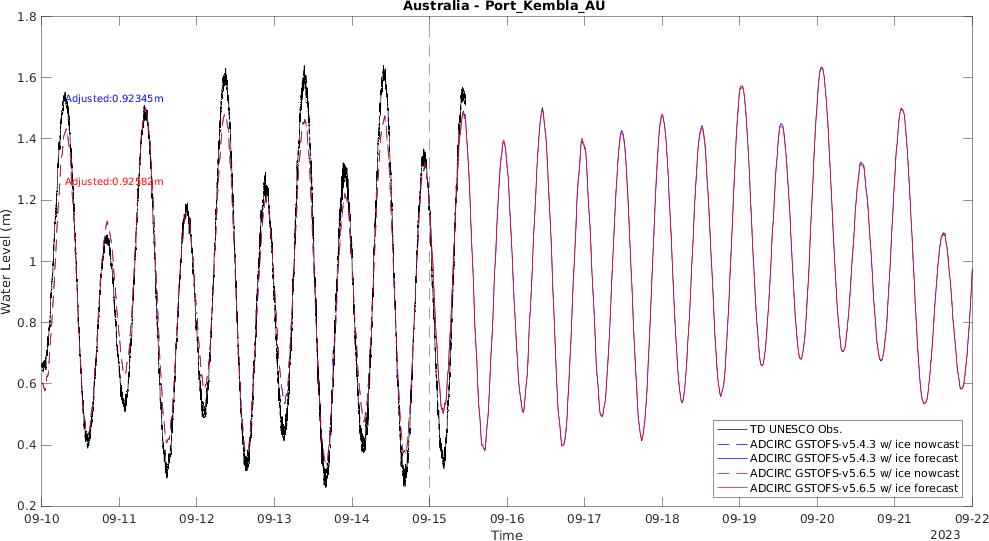 Australia - Port_Kembla_AU
1.8
1.6
1.4
1.2
1
0.8
0.6
0.4
0.2
Water Level (m)
Adjusted:0.92345m
Adjusted:0.92582m
TD UNESCO Obs.
ADCIRC GSTOFS-v5.4.3 w/ ice nowcast
ADCIRC GSTOFS-v5.4.3 w/ ice forecast
ADCIRC GSTOFS-v5.6.5 w/ ice nowcast
ADCIRC GSTOFS-v5.6.5 w/ ice forecast
09-10 09-11 09-12 09-13 09-14 09-15 09-16 09-17 09-18 09-19 09-20 09-21 09-22
Time
2023